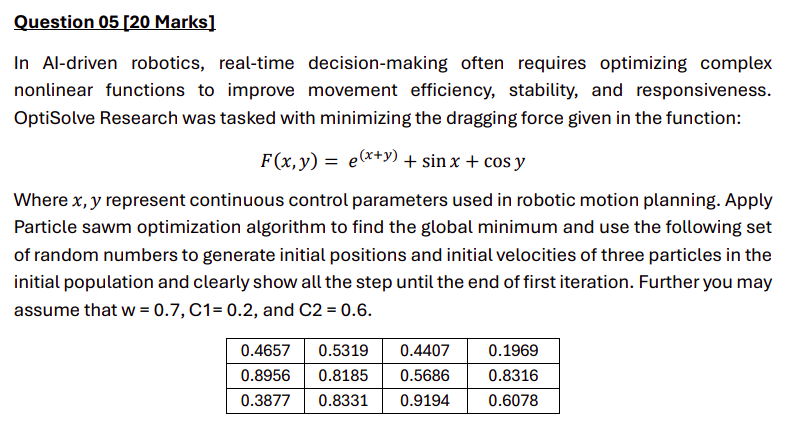 Question 05 [20 Marks]
In AI-driven robotics, real-time decision-making often requires optimizing complex
nonlinear functions to improve movement efficiency, stability, and responsiveness.
OptiSolve Research was tasked with minimizing the dragging force given in the function:
F(x, y) = e^(x+y) + sin x + cos y
Where x, y represent continuous control parameters used in robotic motion planning. Apply
Particle sawm optimization algorithm to find the global minimum and use the following set
of random numbers to generate initial positions and initial velocities of three particles in the
initial population and clearly show all the step until the end of first iteration. Further you may
assume that w = 0.7, C1= 0.2, and C2 = 0.6.
0.4657 0.5319 0.4407 0.1969
0.8956 0.8185 0.5686 0.8316
0.3877 0.8331 0.9194 0.6078